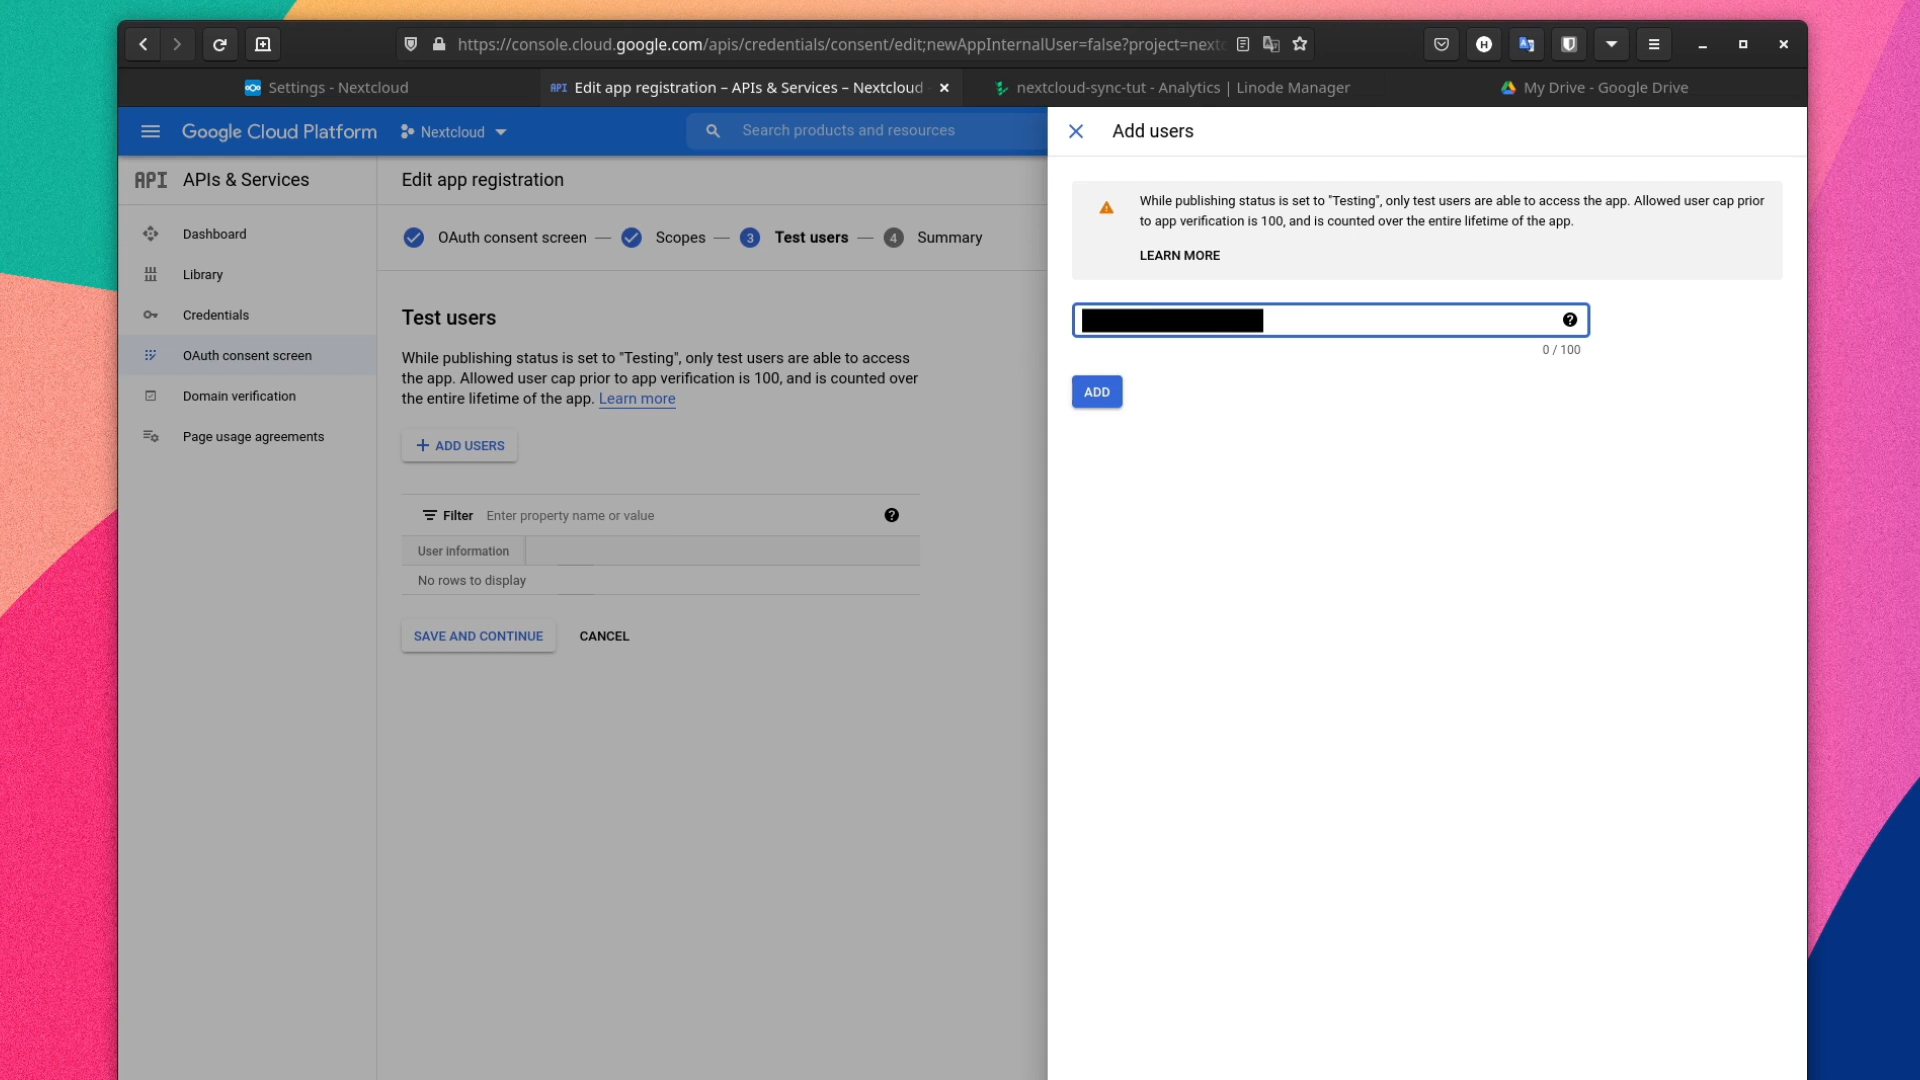 https://console.cloud.google.com/apis/credentials/consent/edit;newAppInternalUser=false?project=nextc
Settings - Nextcloud
API Edit app registration – APIs & Services – Nextcloud
nextcloud-sync-tut - Analytics | Linode Manager
My Drive - Google Drive
Google Cloud Platform
Nextcloud
Search products and resources
API APIs & Services
Dashboard
Library
Credentials
OAuth consent screen
Domain verification
Page usage agreements
Edit app registration
OAuth consent screen — Scopes — 3 Test users — 4 Summary
Test users
While publishing status is set to "Testing", only test users are able to access
the app. Allowed user cap prior to app verification is 100, and is counted over
the entire lifetime of the app. Learn more
+ ADD USERS
Filter Enter property name or value
User information
No rows to display
SAVE AND CONTINUE CANCEL
Add users
While publishing status is set to "Testing", only test users are able to access the app. Allowed user cap prior
to app verification is 100, and is counted over the entire lifetime of the app.
LEARN MORE
0 / 100
ADD